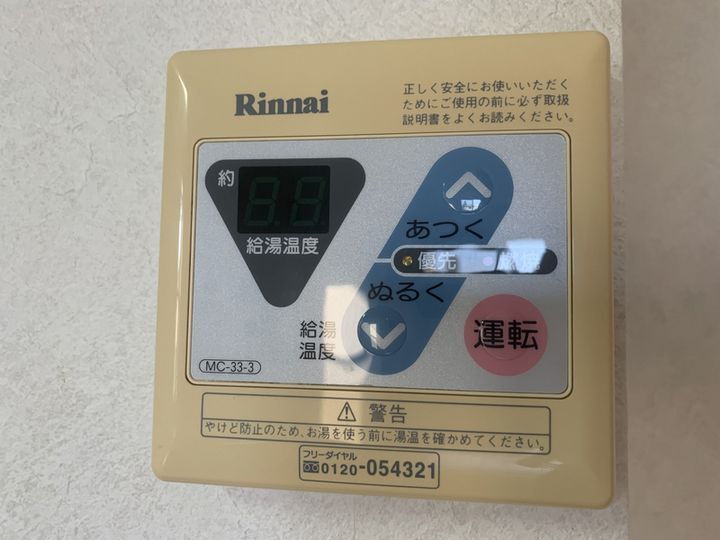 Rinnai
正しく安全にお使いいただく
ためにご使用の前に必ず取扱
説明書をよくお読みください。
約
給湯温度
あつく
優先
ぬるく
給湯
温度
運転
MC-33-3
警告
やけど防止のため、お湯を使う前に湯温を確かめてください。
フリーダイヤル
0120-054321